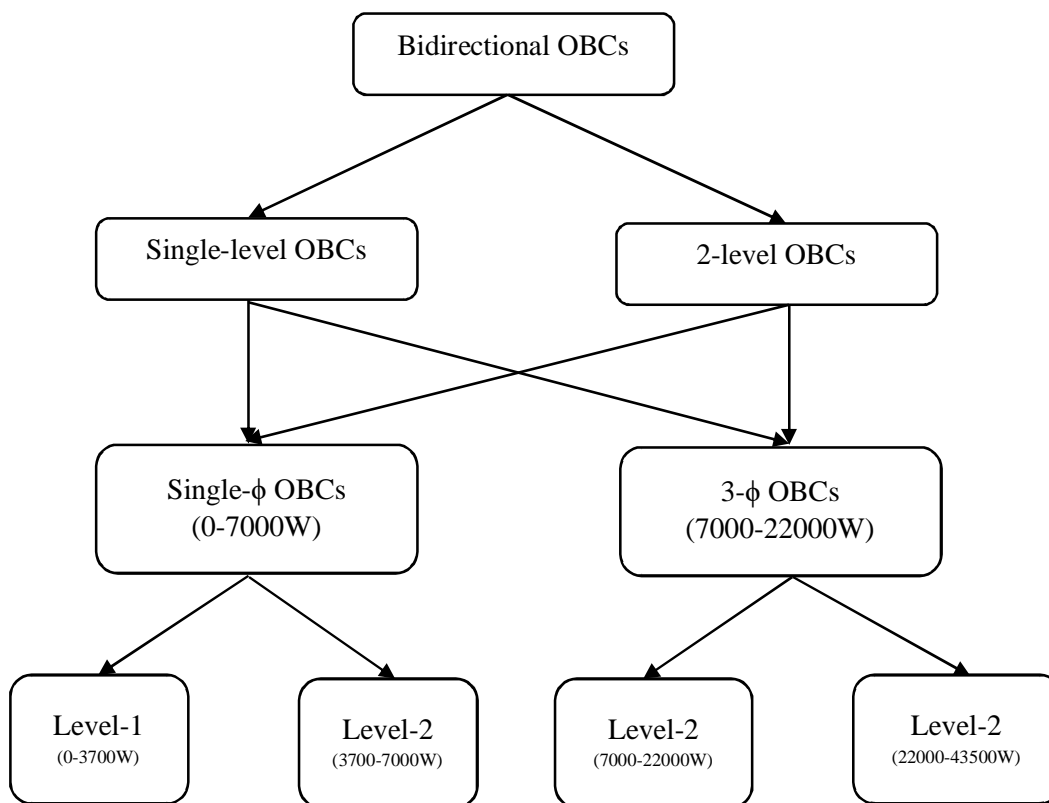 Bidirectional OBCs
Single-level OBCs
2-level OBCs
Single-ϕ OBCs
(0-7000W)
3-ϕ OBCs
(7000-22000W)
Level-1
(0-3700W)
Level-2
(3700-7000W)
Level-2
(7000-22000W)
Level-2
(22000-43500W)